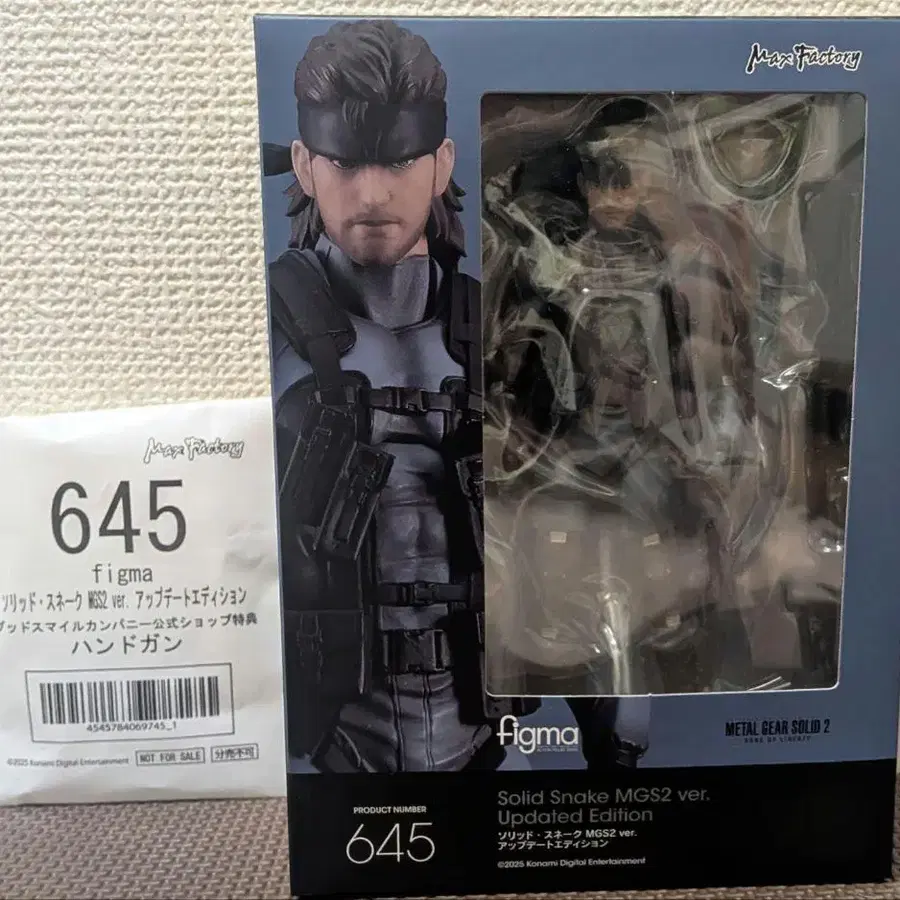 Max Factory
645
figma
ソリッド・スネーク MGS2 ver. アップデートエディション
グッドスマイルカンパニー公式ショップ特典
ハンドガン
4545784069745_1
©2025 Konami Digital Entertainment
NOT FOR SALE
分売不可
Max Factory
figma
METAL GEAR SOLID 2
SONS OF LIBERTY
PRODUCT NUMBER
645
Solid Snake MGS2 ver.
Updated Edition
ソリッド・スネーク MGS2 ver.
アップデートエディション
©2025 Konami Digital Entertainment